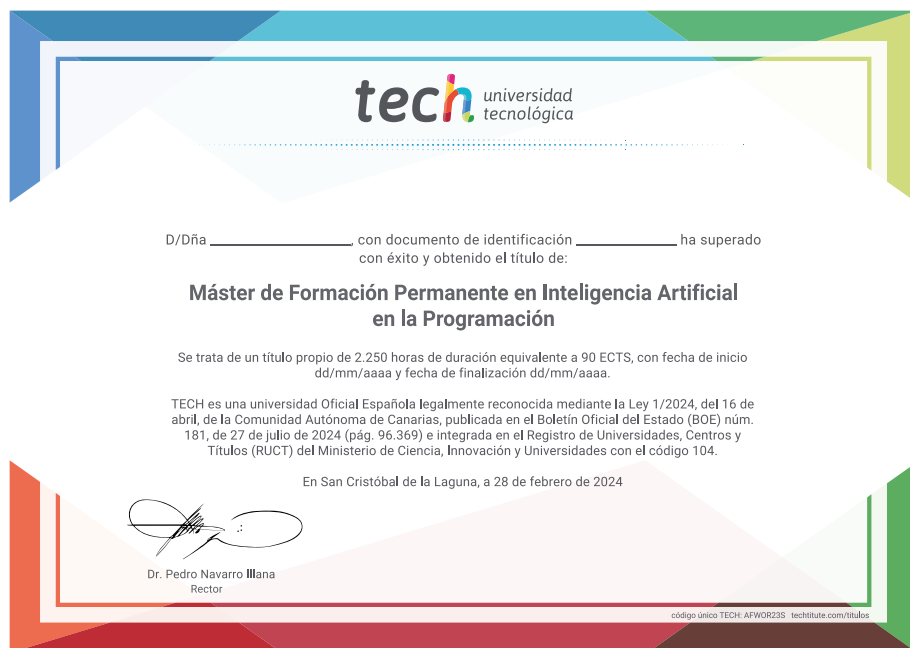 tech universidad
tecnológica
D/Dña ______________, con documento de identificación __________ ha superado
con éxito y obtenido el título de:
Máster de Formación Permanente en Inteligencia Artificial
en la Programación
Se trata de un título propio de 2.250 horas de duración equivalente a 90 ECTS, con fecha de inicio
dd/mm/aaaa y fecha de finalización dd/mm/aaaa.
TECH es una universidad Oficial Española legalmente reconocida mediante la Ley 1/2024, del 16 de
abril, de la Comunidad Autónoma de Canarias, publicada en el Boletín Oficial del Estado (BOE) núm.
181, de 27 de julio de 2024 (pág. 96.369) e integrada en el Registro de Universidades, Centros y
Títulos (RUCT) del Ministerio de Ciencia, Innovación y Universidades con el código 104.
En San Cristóbal de la Laguna, a 28 de febrero de 2024
Dr. Pedro Navarro Illana
Rector
código único TECH: AFWOR23S techtitute.com/titulos